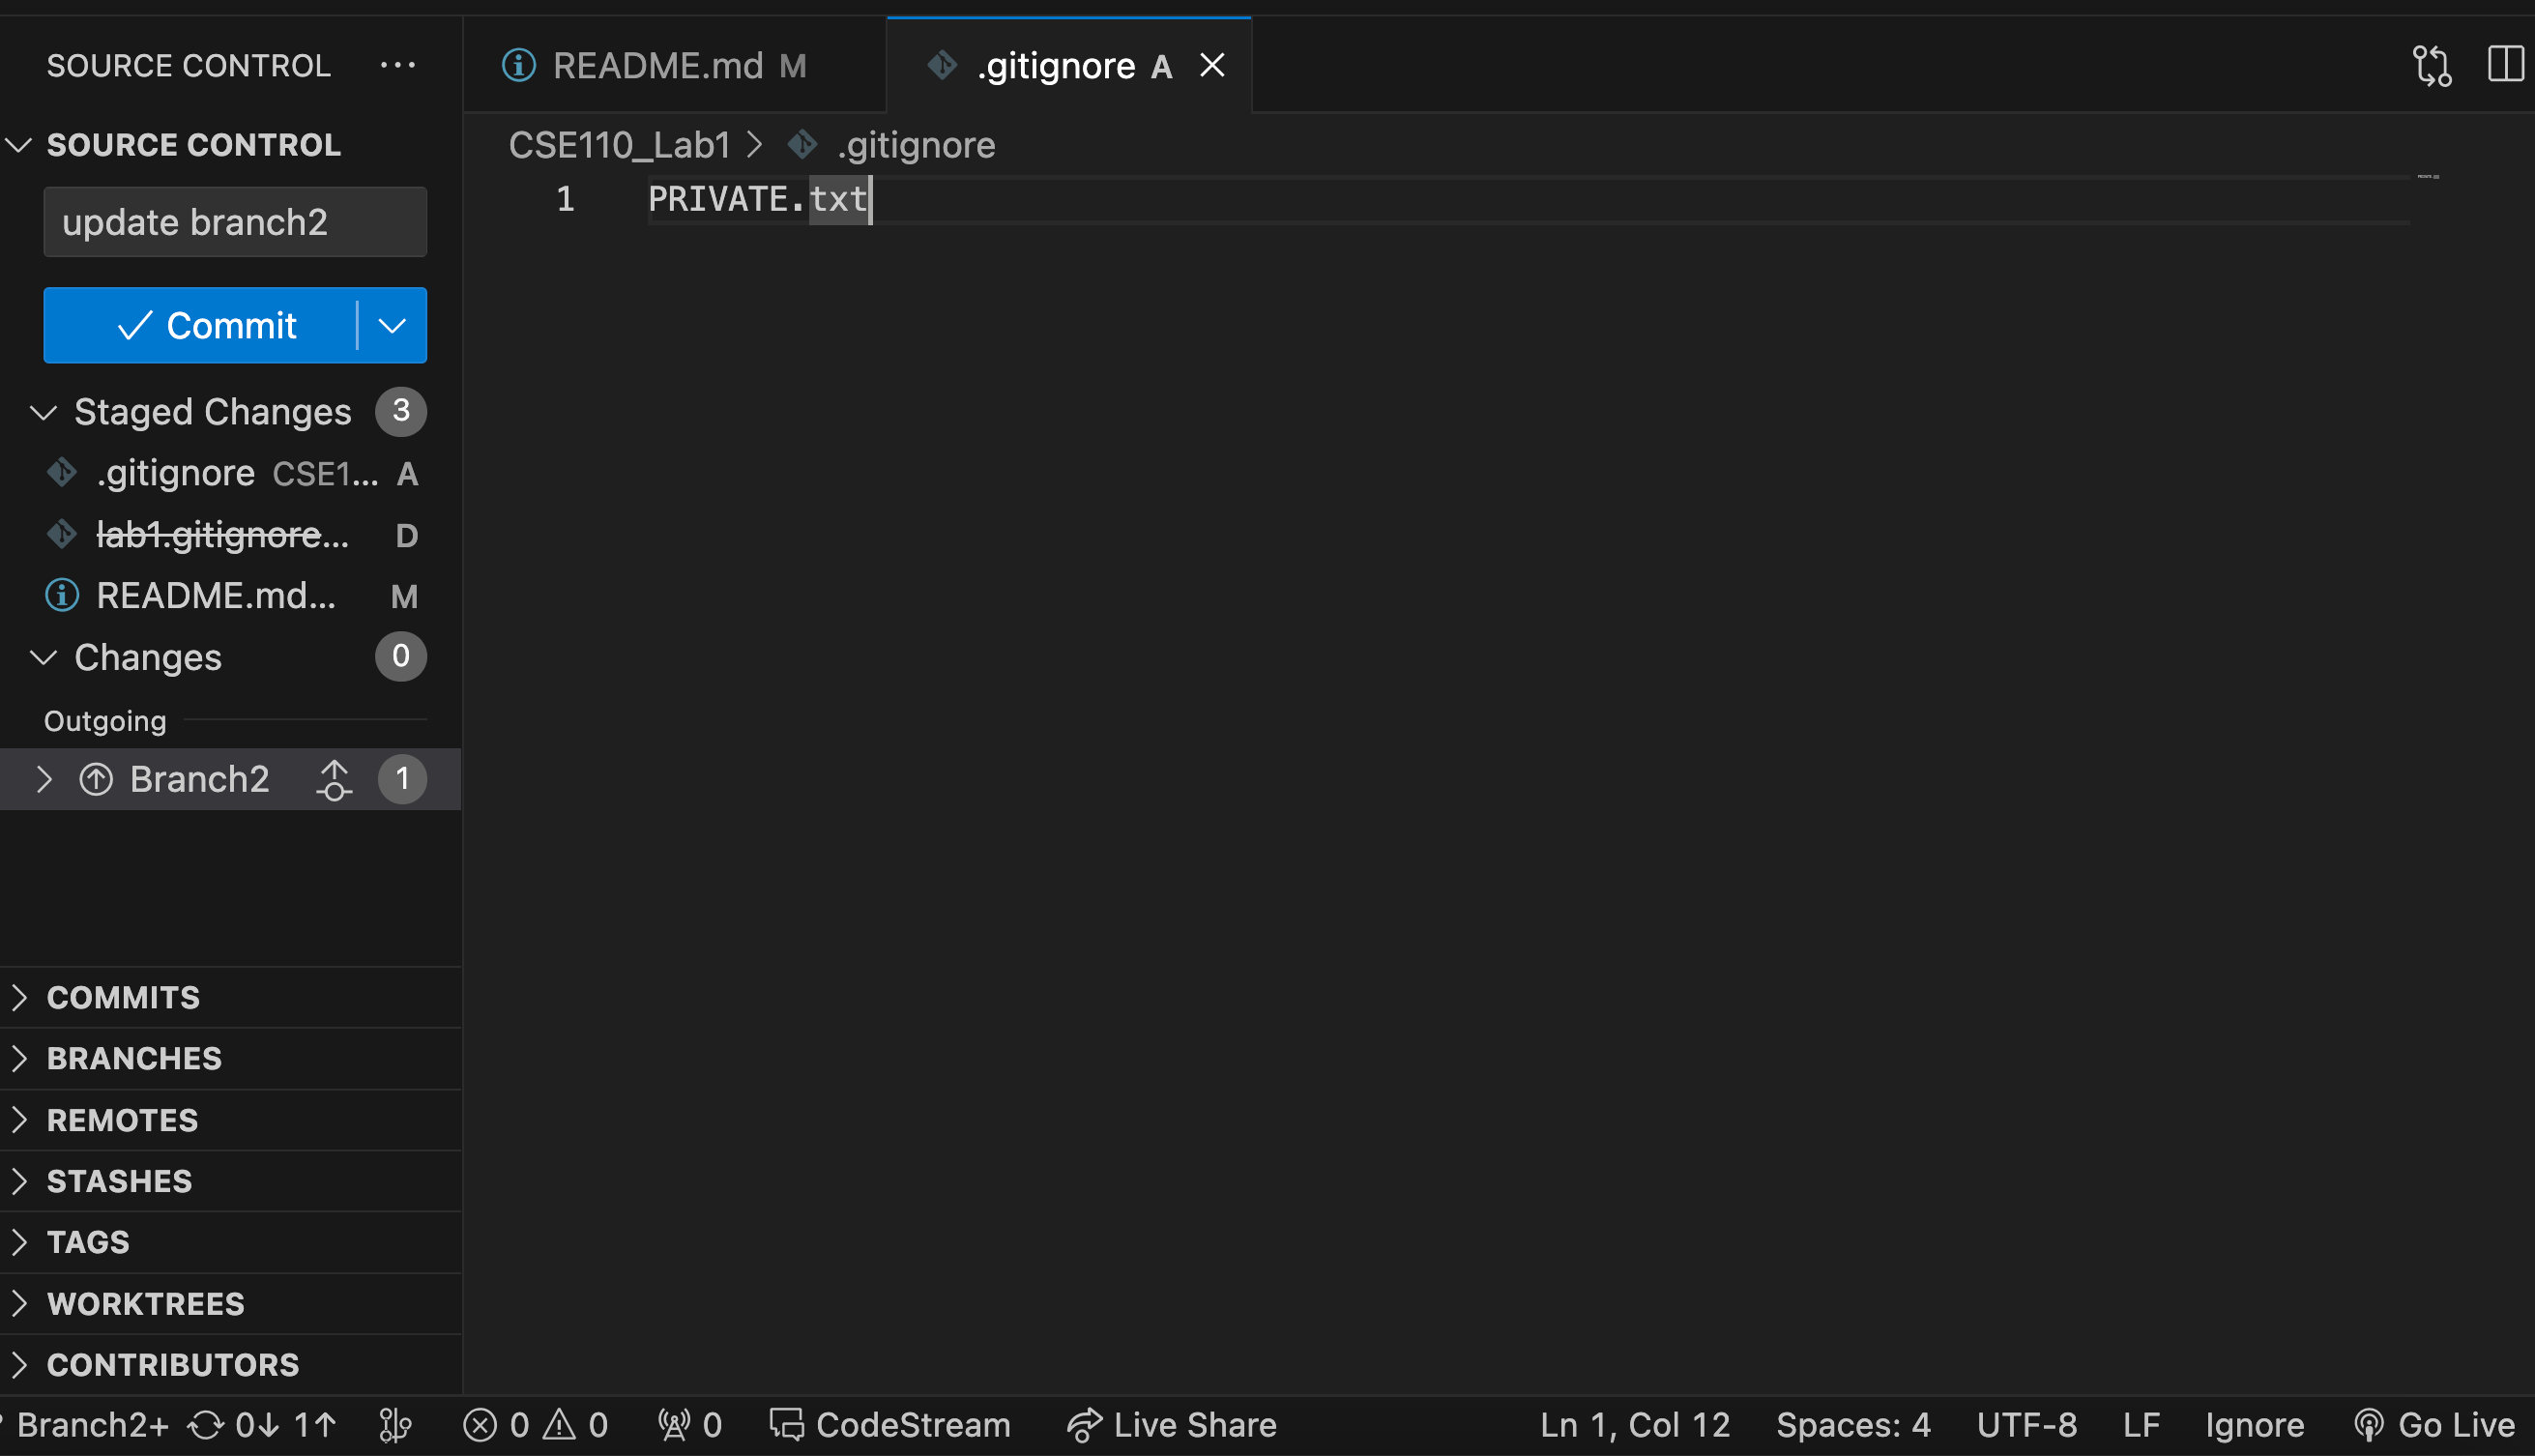 SOURCE CONTROL ...
README.md M
.gitignore A
SOURCE CONTROL
CSE110_Lab1 > .gitignore
update branch2
1 PRIVATE.txt
Commit
Staged Changes 3
.gitignore CSE1... A
lab1.gitignore... D
README.md... M
Changes 0
Outgoing
Branch2 1
COMMITS
BRANCHES
REMOTES
STASHES
TAGS
WORKTREES
CONTRIBUTORS
Branch2+ 0↓ 1↑ 0 0 0 CodeStream Live Share Ln 1, Col 12 Spaces: 4 UTF-8 LF Ignore Go Live